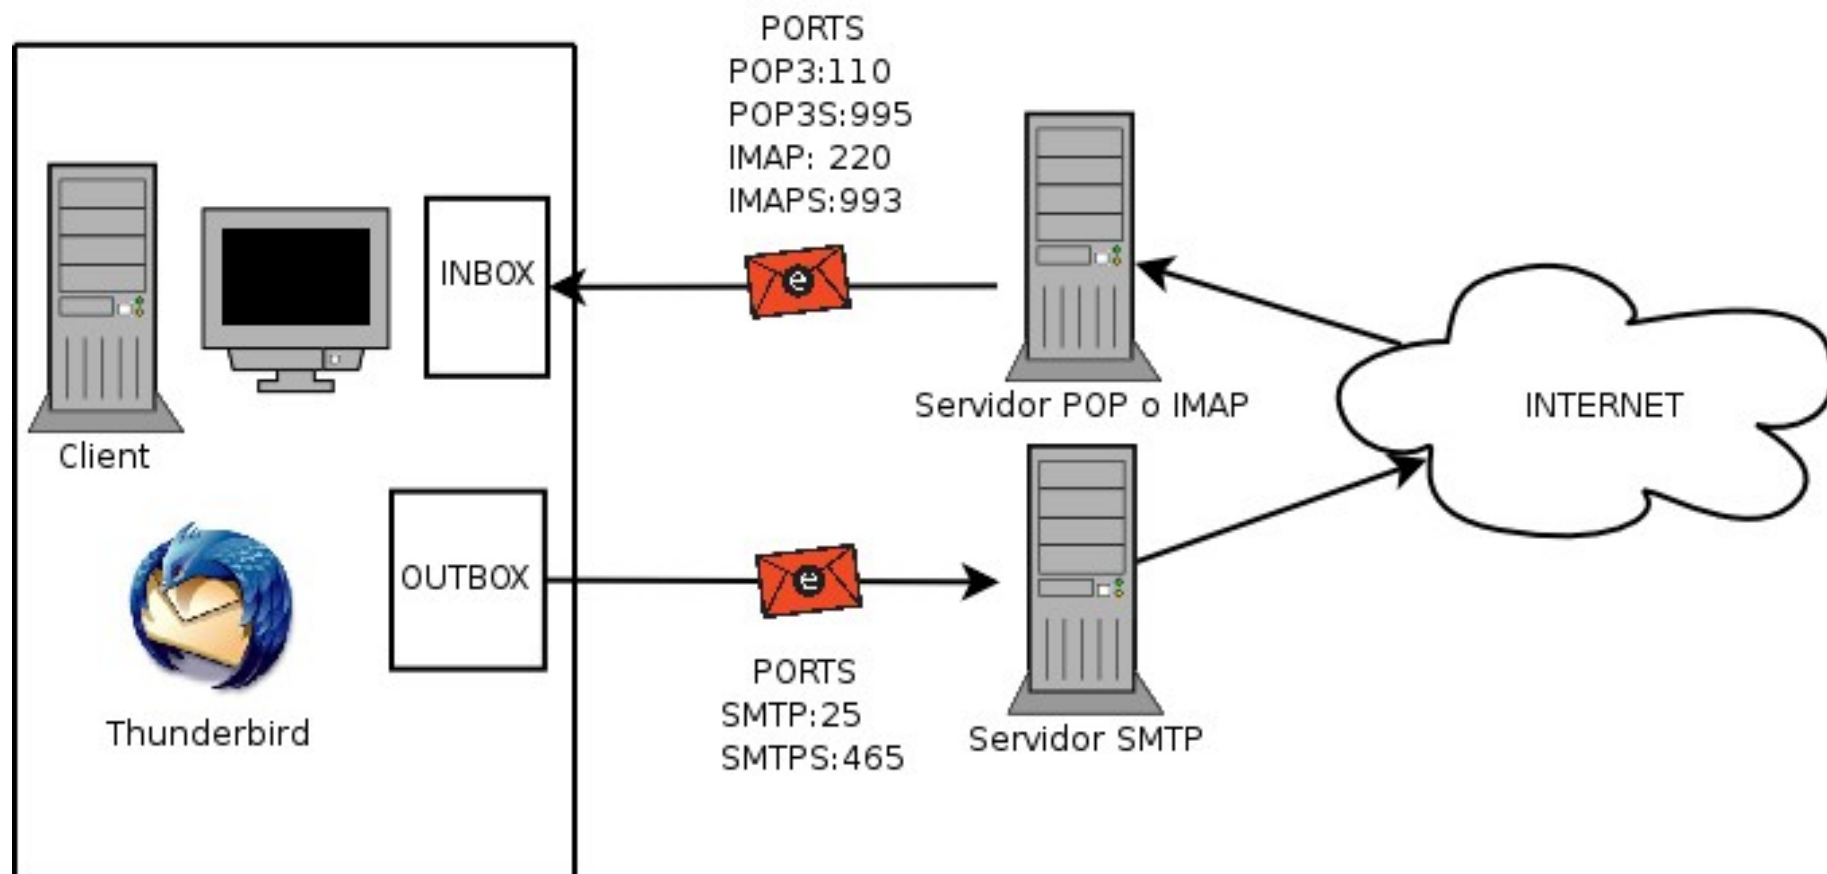 PORTS
POP3:110
POP3S:995
IMAP: 220
IMAPS:993
INBOX
e
Servidor POP o IMAP
INTERNET
Client
OUTBOX
e
Thunderbird
PORTS
SMTP:25
SMTPS:465
Servidor SMTP